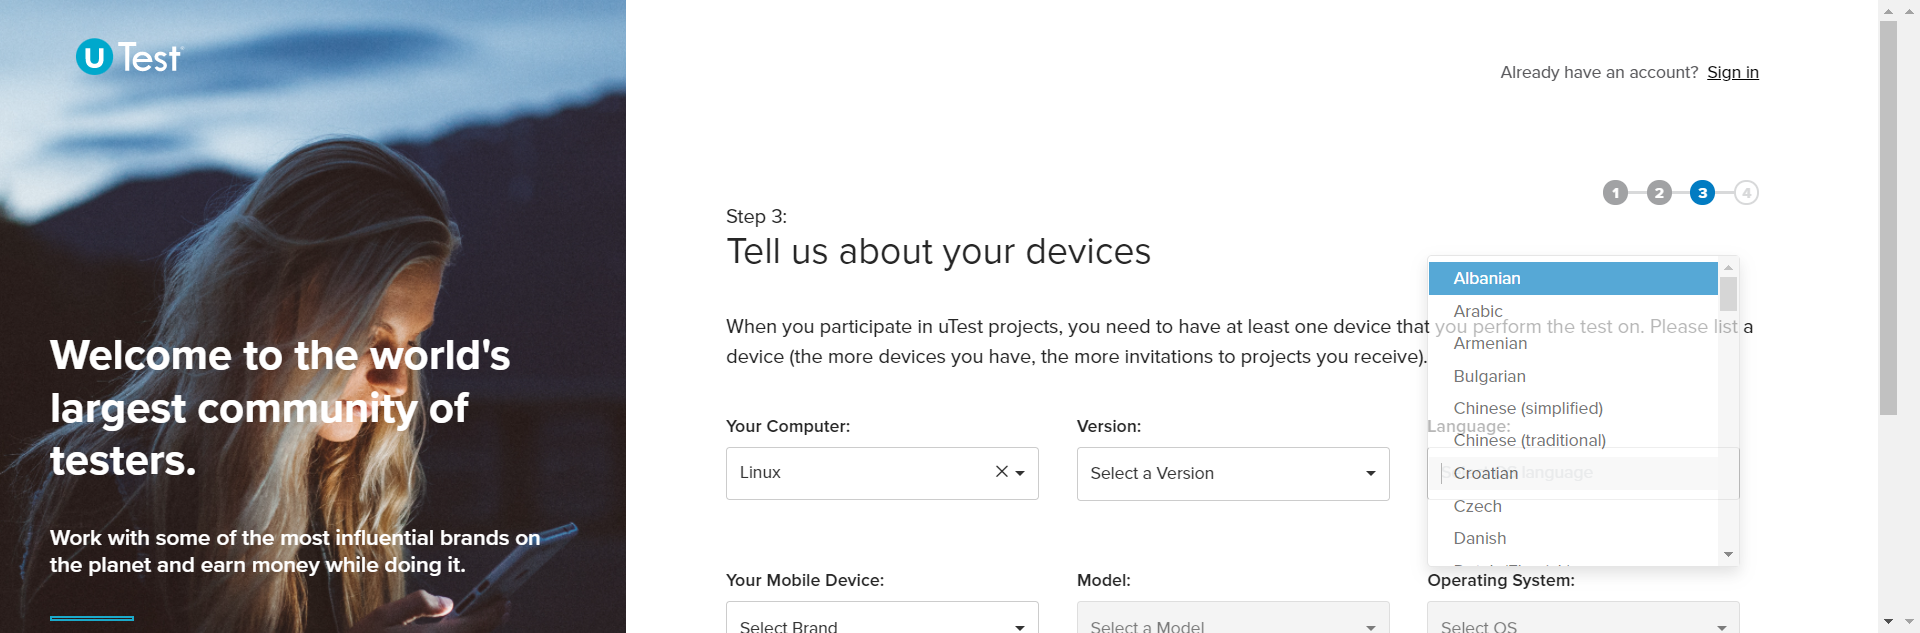 U Test
Already have an account? Sign in
1 2 3 4
Step 3:
Tell us about your devices
When you participate in uTest projects, you need to have at least one device that you perform the test on. Please list a
device (the more devices you have, the more invitations to projects you receive).
Your Computer:
Linux
Version:
Select a Version
Language:
Albanian
Arabic
Armenian
Bulgarian
Chinese (simplified)
Chinese (traditional)
Croatian
Czech
Danish
Your Mobile Device:
Select Brand
Model:
Select a Model
Operating System:
Select OS
Welcome to the world's
largest community of
testers.
Work with some of the most influential brands on
the planet and earn money while doing it.